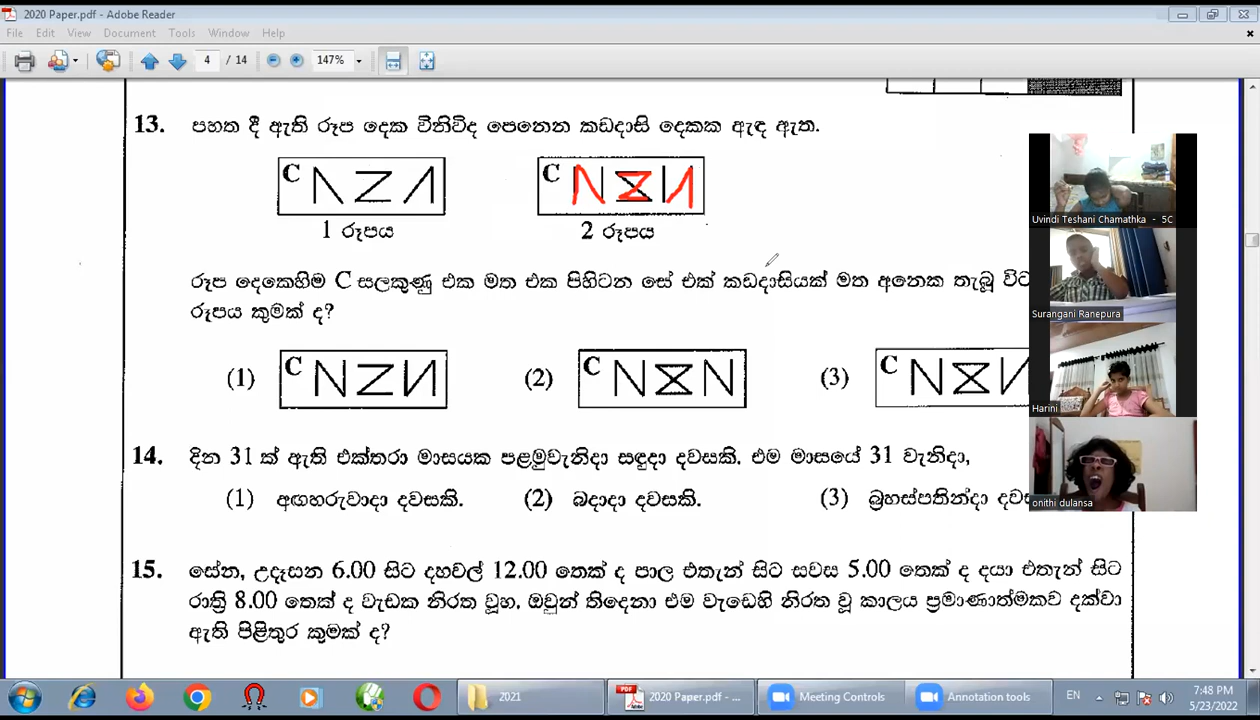 2020 Paper.pdf - Adobe Reader
File Edit View Document Tools Window Help
4 / 14 147%
13. පහත දී ඇති රූප දෙක විනිවිද පෙනෙන කඩදාසි දෙකක ඇඳ ඇත.
C C
1 රූපය 2 රූපය
රූප දෙකෙහිම C සලකුණු එක මත එක පිහිටන සේ එක් කඩදාසියක් මත අනෙක තැබූ විට
රූපය කුමක් ද?
(1) C N Z И (2) C N N (3) C N
14. දින 31 ක් ඇති එක්තරා මාසයක පළමුවැනිදා සඳුදා දවසකි. එම මාසයේ 31 වැනිදා,
(1) අඟහරුවාදා දවසකි. (2) බදාදා දවසකි. (3) බ්‍රහස්පතින්දා
15. සේන, උදෑසන 6.00 සිට දහවල් 12.00 තෙක් ද පාල එතැන් සිට සවස 5.00 තෙක් ද දයා එතැන් සිට
රාත්‍රි 8.00 තෙක් ද වැඩක නිරත වූහ. ඔවුන් තිදෙනා එම වැඩෙහි නිරත වූ කාලය ප්‍රමාණාත්මකව දක්වා
ඇති පිළිතුර කුමක් ද?
Uvindi Teshani Chamathka - 5C
Surangani Ranepura
Harini
onithi dulansa
2021 2020 Paper.pdf - ... Meeting Controls Annotation tools EN 7:48 PM
5/23/2022